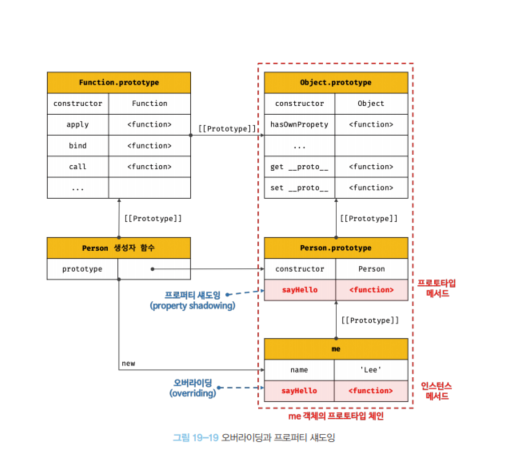 Function.prototype
constructor Function
apply <function>
bind <function>
call <function>
...
[[Prototype]]
Object.prototype
constructor Object
hasOwnPropety <function>
...
get __proto__ <function>
set __proto__ <function>
[[Prototype]]
[[Prototype]]
Person 생성자 함수
prototype
Person.prototype
constructor Person
sayHello <function>
프로토타입
메서드
프로퍼티 섀도잉
(property shadowing)
[[Prototype]]
new
me
name 'Lee'
sayHello <function>
오버라이딩
(overriding)
인스턴스
메서드
me 객체의 프로토타입 체인
그림 19-19 오버라이딩과 프로퍼티 섀도잉